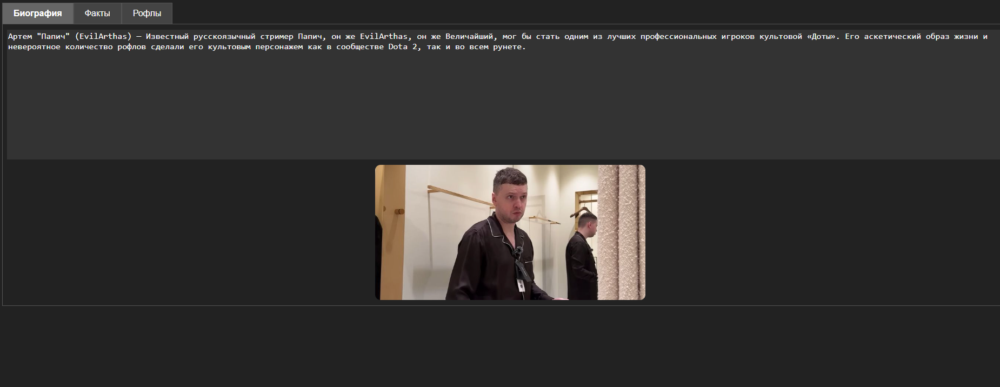 Биография
Факты
Рофлы
Артем "Папич" (EvilArthas) — Известный русскоязычный стример Папич, он же EvilArthas, он же Величайший, мог бы стать одним из лучших профессиональных игроков культовой «Доты». Его аскетический образ жизни и
невероятное количество рофлов сделали его культовым персонажем как в сообществе Dota 2, так и во всем рунете.